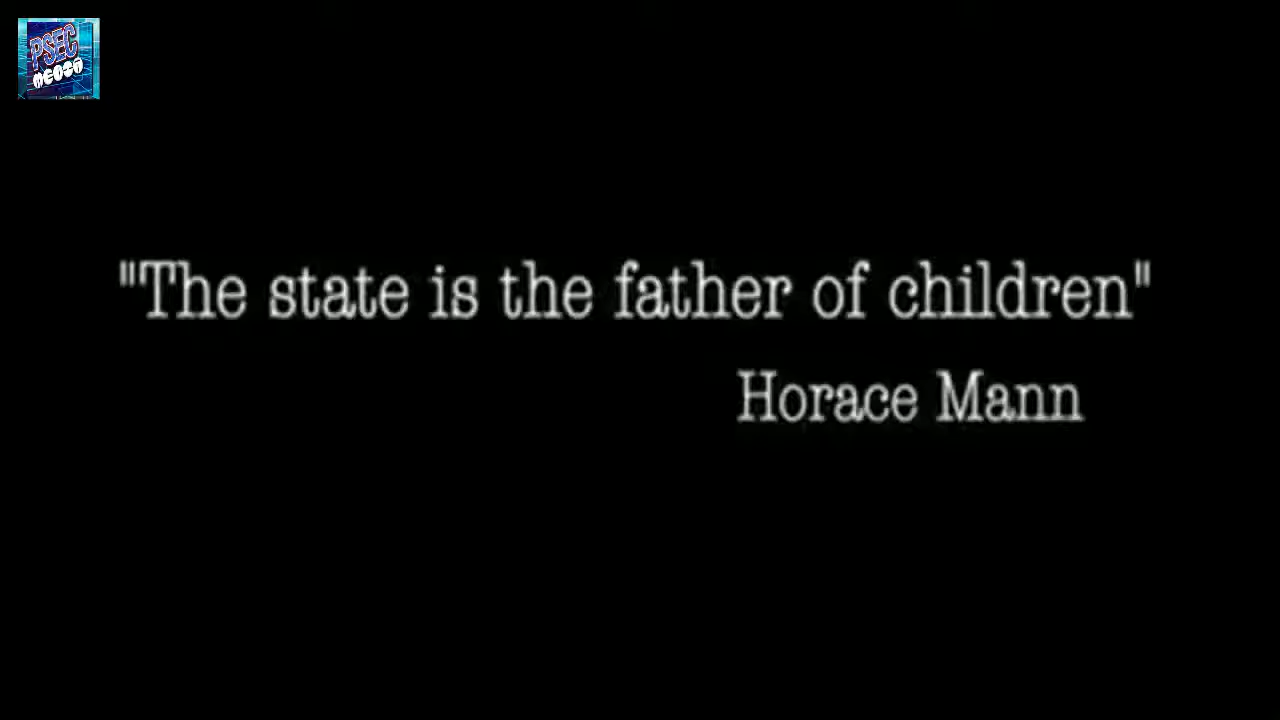 PSEC
"The state is the father of children"
Horace Mann